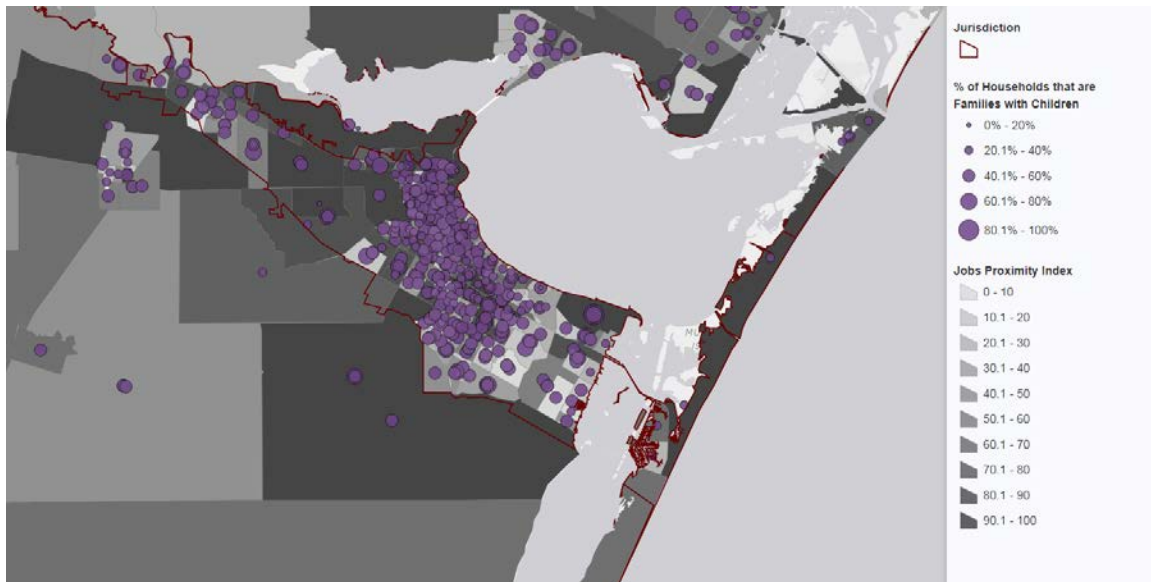 Jurisdiction
% of Households that are
Families with Children
0% - 20%
20.1% - 40%
40.1% - 60%
60.1% - 80%
80.1% - 100%
Jobs Proximity Index
0 - 10
10.1 - 20
20.1 - 30
30.1 - 40
40.1 - 50
50.1 - 60
60.1 - 70
70.1 - 80
80.1 - 90
90.1 - 100